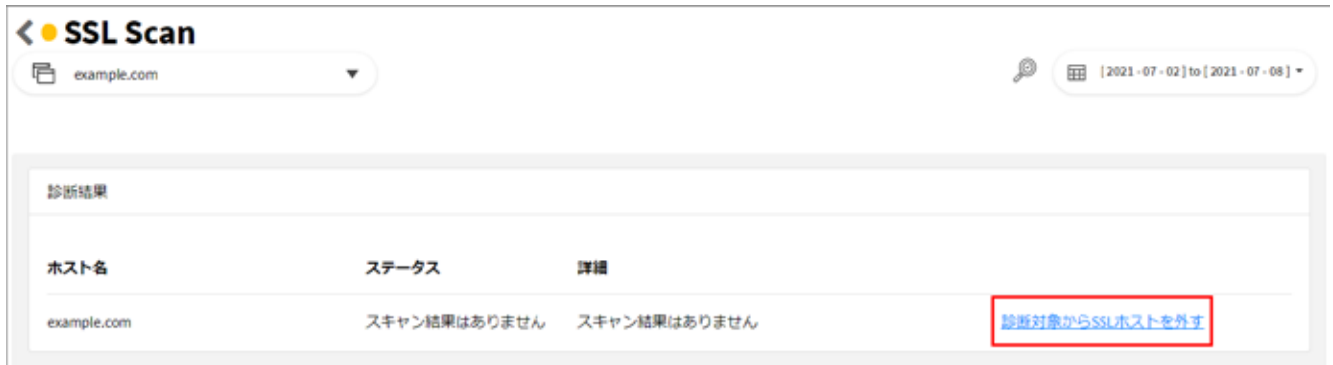 SSL Scan
example.com
[ 2021 - 07 - 02 ] to [ 2021 - 07 - 08 ]
診断結果
ホスト名 ステータス 詳細
example.com スキャン結果はありません スキャン結果はありません 診断対象からSSLホストを外す